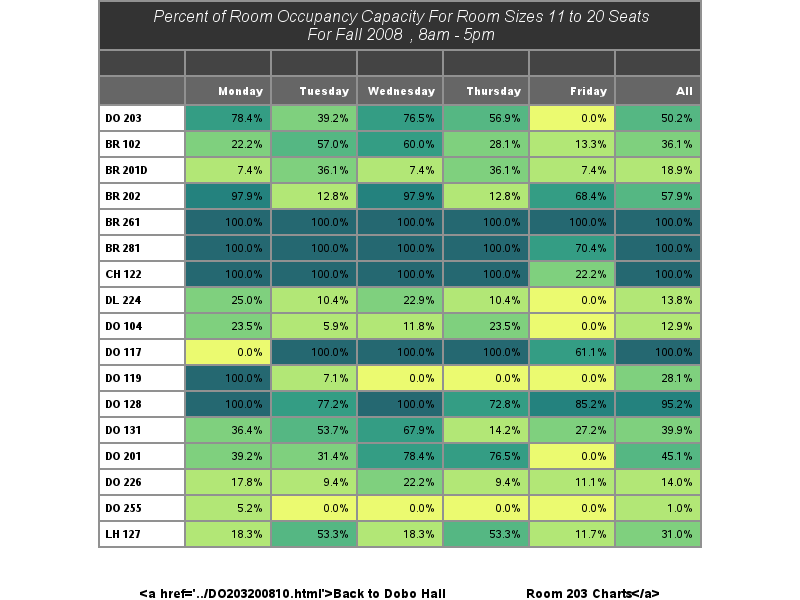 Percent of Room Occupancy Capacity For Room Sizes 11 to 20 Seats
For Fall 2008 , 8am - 5pm
Monday Tuesday Wednesday Thursday Friday All
DO 203 78.4% 39.2% 76.5% 56.9% 0.0% 50.2%
BR 102 22.2% 57.0% 60.0% 28.1% 13.3% 36.1%
BR 201D 7.4% 36.1% 7.4% 36.1% 7.4% 18.9%
BR 202 97.9% 12.8% 97.9% 12.8% 68.4% 57.9%
BR 261 100.0% 100.0% 100.0% 100.0% 100.0% 100.0%
BR 281 100.0% 100.0% 100.0% 100.0% 70.4% 100.0%
CH 122 100.0% 100.0% 100.0% 100.0% 22.2% 100.0%
DL 224 25.0% 10.4% 22.9% 10.4% 0.0% 13.8%
DO 104 23.5% 5.9% 11.8% 23.5% 0.0% 12.9%
DO 117 0.0% 100.0% 100.0% 100.0% 61.1% 100.0%
DO 119 100.0% 7.1% 0.0% 0.0% 0.0% 28.1%
DO 128 100.0% 77.2% 100.0% 72.8% 85.2% 95.2%
DO 131 36.4% 53.7% 67.9% 14.2% 27.2% 39.9%
DO 201 39.2% 31.4% 78.4% 76.5% 0.0% 45.1%
DO 226 17.8% 9.4% 22.2% 9.4% 11.1% 14.0%
DO 255 5.2% 0.0% 0.0% 0.0% 0.0% 1.0%
LH 127 18.3% 53.3% 18.3% 53.3% 11.7% 31.0%
<a href='../DO203200810.html'>Back to Dobo Hall Room 203 Charts</a>